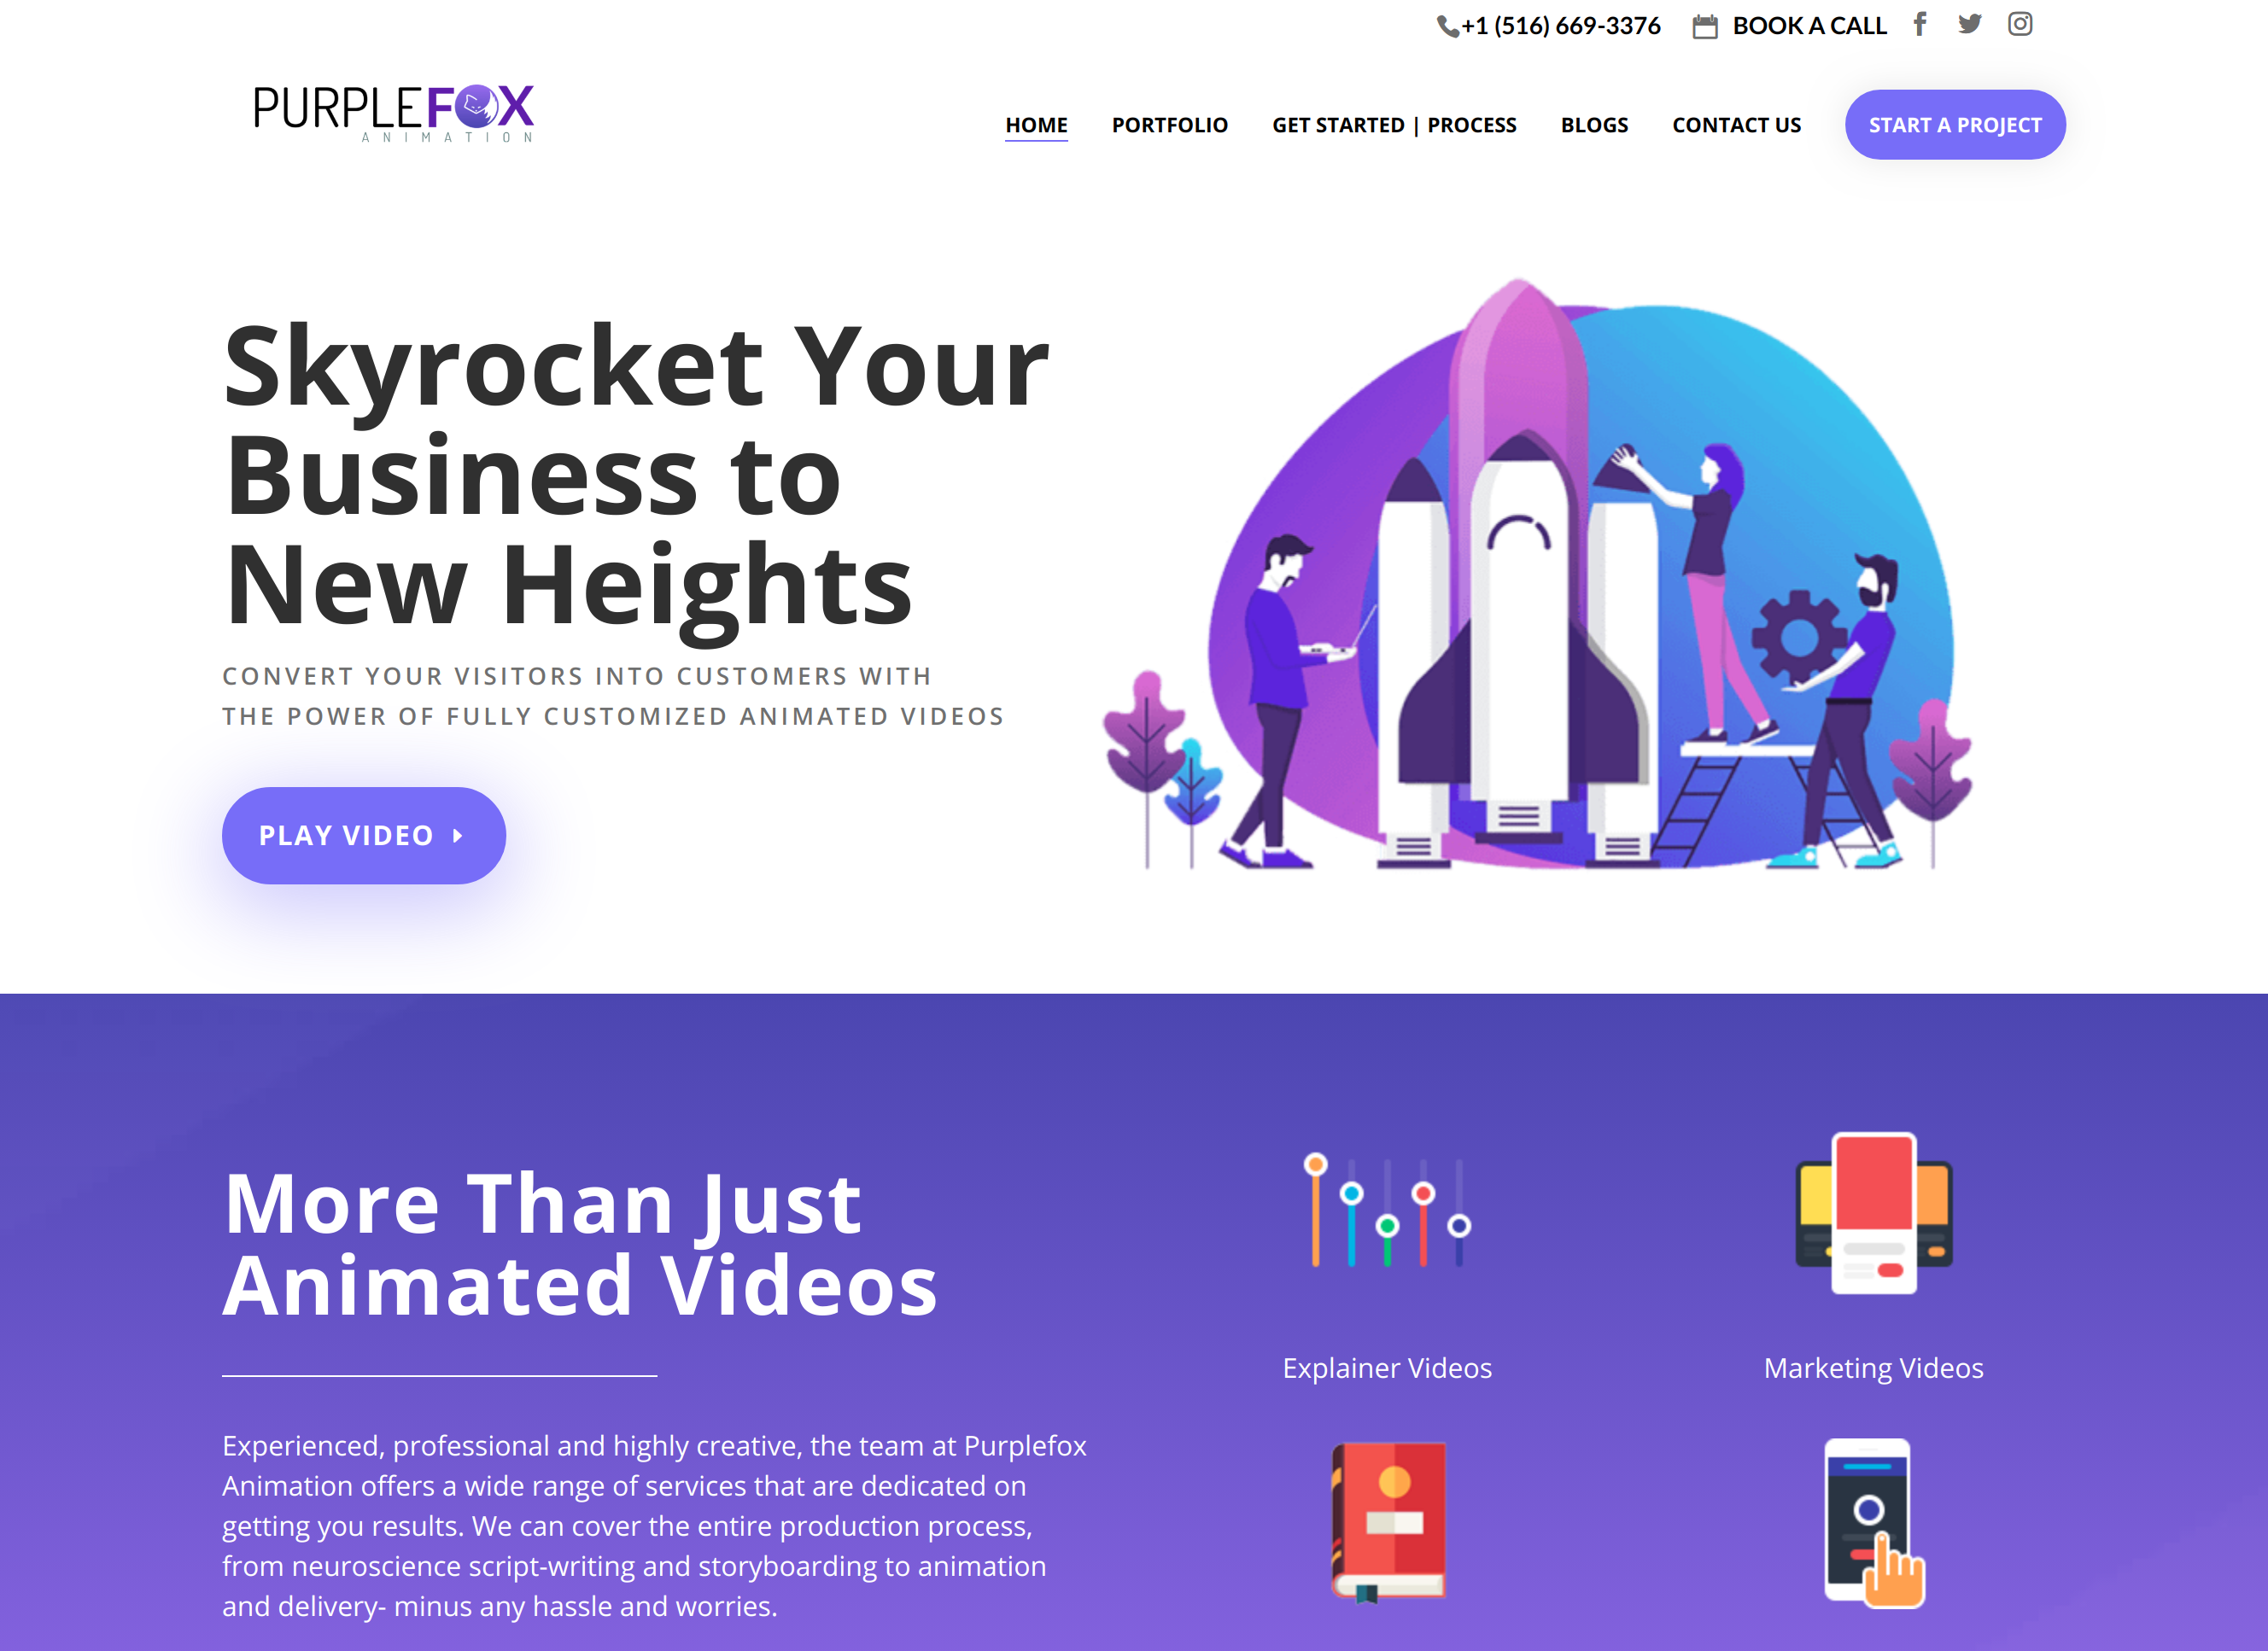 +1 (516) 669-3376 BOOK A CALL
PURPLEFOX
ANIMATION
HOME PORTFOLIO GET STARTED | PROCESS BLOGS CONTACT US START A PROJECT
Skyrocket Your
Business to
New Heights
CONVERT YOUR VISITORS INTO CUSTOMERS WITH
THE POWER OF FULLY CUSTOMIZED ANIMATED VIDEOS
PLAY VIDEO
More Than Just
Animated Videos
Experienced, professional and highly creative, the team at Purplefox
Animation offers a wide range of services that are dedicated on
getting you results. We can cover the entire production process,
from neuroscience script-writing and storyboarding to animation
and delivery- minus any hassle and worries.
Explainer Videos
Marketing Videos